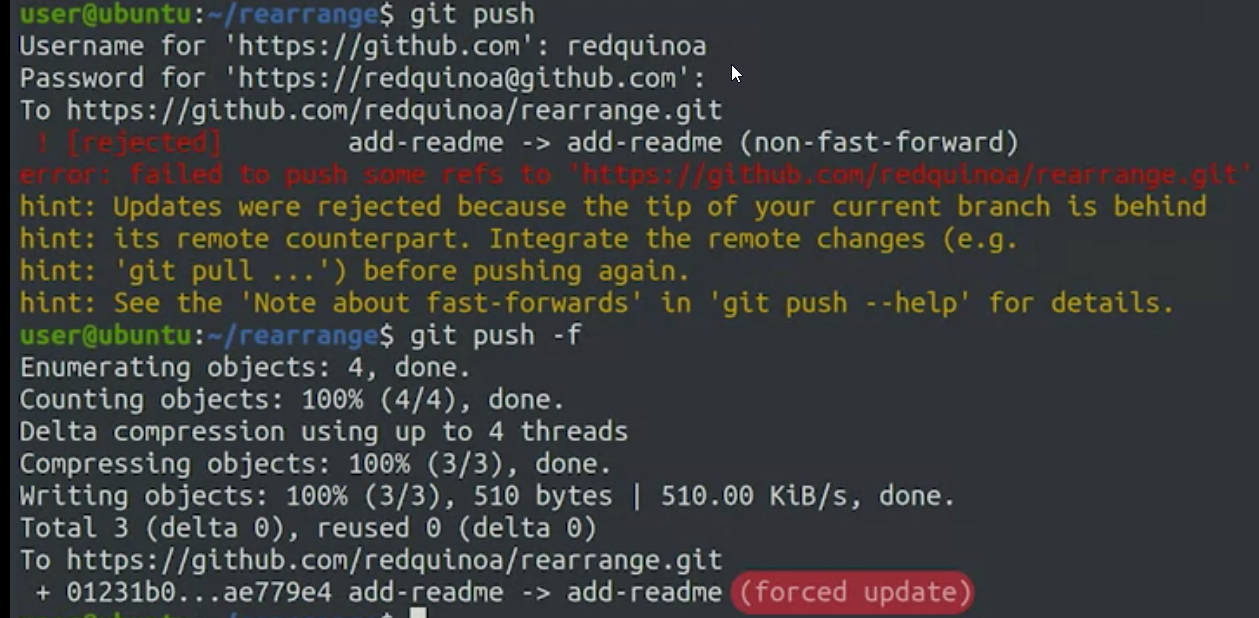 user@ubuntu:~/rearrange$ git push
Username for 'https://github.com': redquinoa
Password for 'https://redquinoa@github.com':
To https://github.com/redquinoa/rearrange.git
 ! [rejected]        add-readme -> add-readme (non-fast-forward)
error: failed to push some refs to 'https://github.com/redquinoa/rearrange.git'
hint: Updates were rejected because the tip of your current branch is behind
hint: its remote counterpart. Integrate the remote changes (e.g.
hint: 'git pull ...') before pushing again.
hint: See the 'Note about fast-forwards' in 'git push --help' for details.
user@ubuntu:~/rearrange$ git push -f
Enumerating objects: 4, done.
Counting objects: 100% (4/4), done.
Delta compression using up to 4 threads
Compressing objects: 100% (3/3), done.
Writing objects: 100% (3/3), 510 bytes | 510.00 KiB/s, done.
Total 3 (delta 0), reused 0 (delta 0)
To https://github.com/redquinoa/rearrange.git
 + 01231b0...ae779e4 add-readme -> add-readme (forced update)